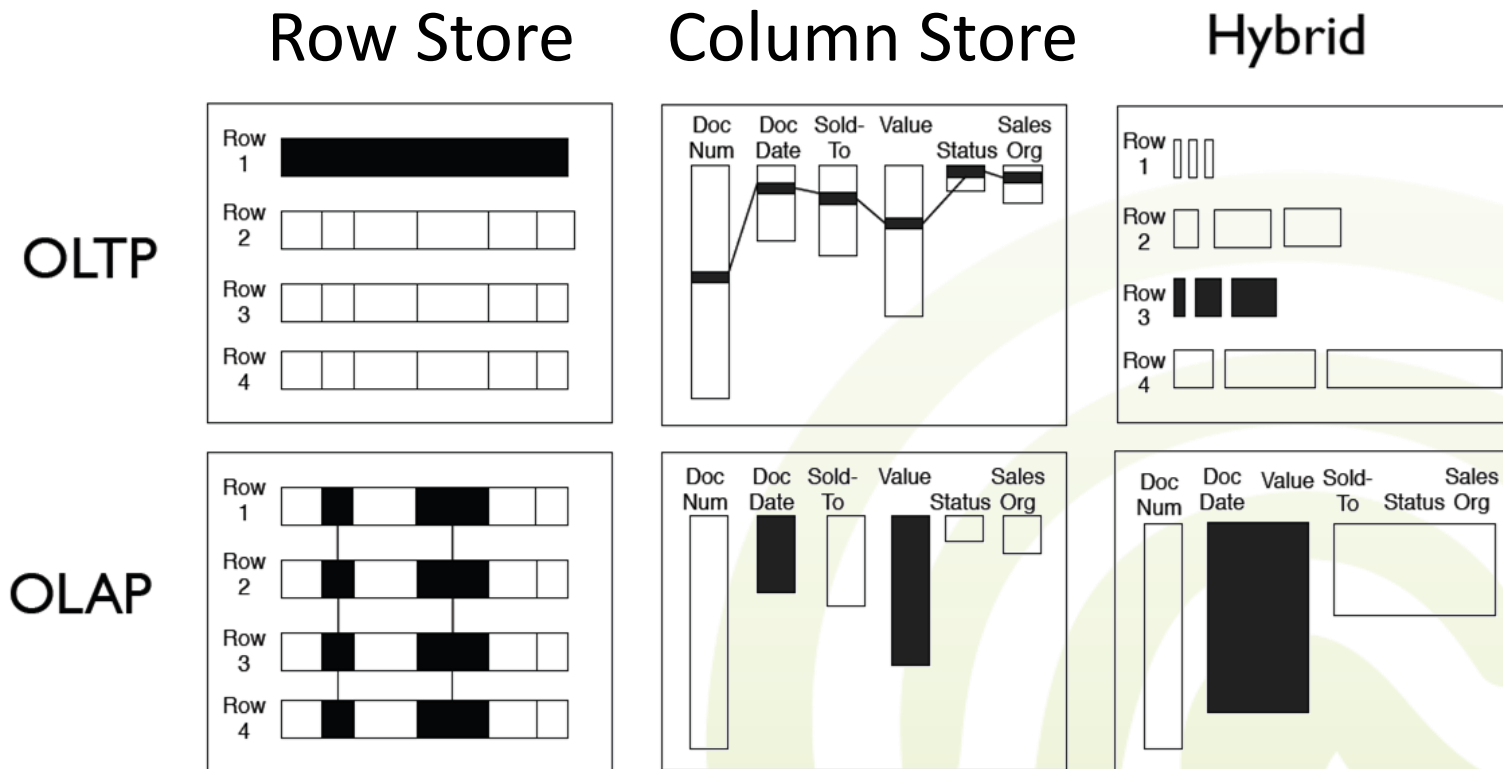 Row Store
Column Store
Hybrid
OLTP
Row
1
Row
2
Row
3
Row
4
Doc
Num
Doc
Date
Sold-
To
Value
Status
Sales
Org
Row
1
Row
2
Row
3
Row
4
OLAP
Row
1
Row
2
Row
3
Row
4
Doc
Num
Doc
Date
Sold-
To
Value
Status
Sales
Org
Doc
Num
Doc
Date
Value
Sold-
To
Status
Sales
Org